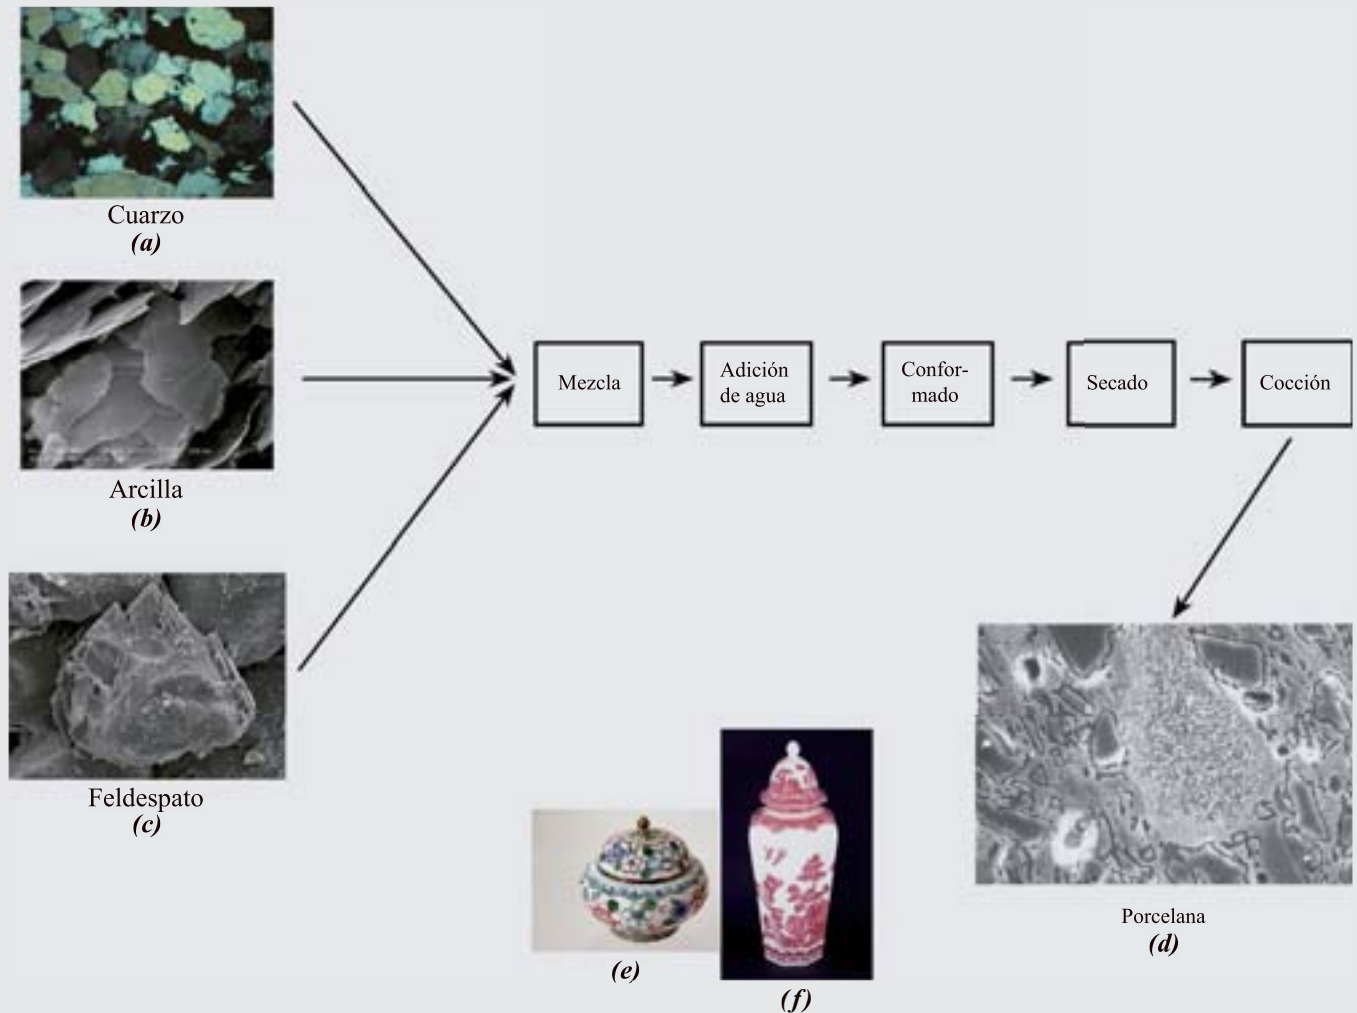 Cuarzo
(a)
Arcilla
(b)
Feldespato
(c)
Mezcla
Adición
de agua
Confor-
mado
Secado
Cocción
Porcelana
(d)
(e)
(f)